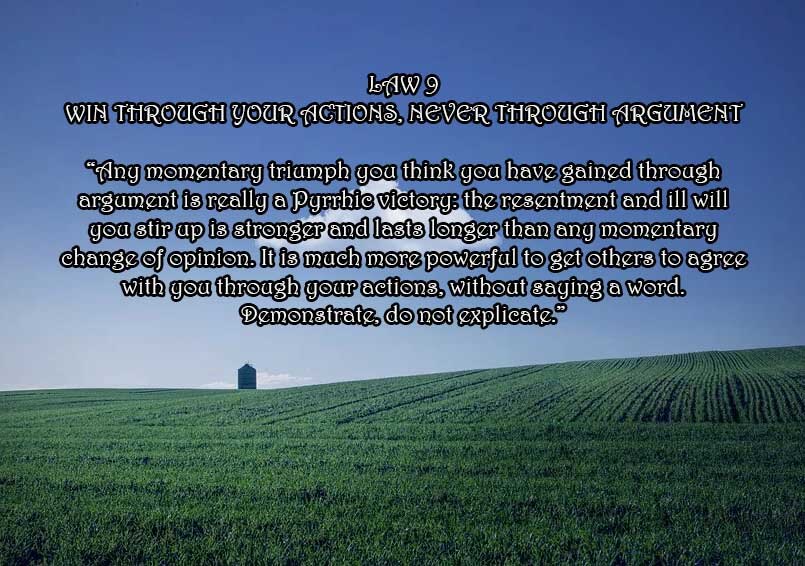 LAW 9
WIN THROUGH YOUR ACTIONS, NEVER THROUGH ARGUMENT
“Any momentary triumph you think you have gained through
argument is really a Pyrrhic victory: the resentment and ill will
you stir up is stronger and lasts longer than any momentary
change of opinion. It is much more powerful to get others to agree
with you through your actions, without saying a word.
Demonstrate, do not explicate.”